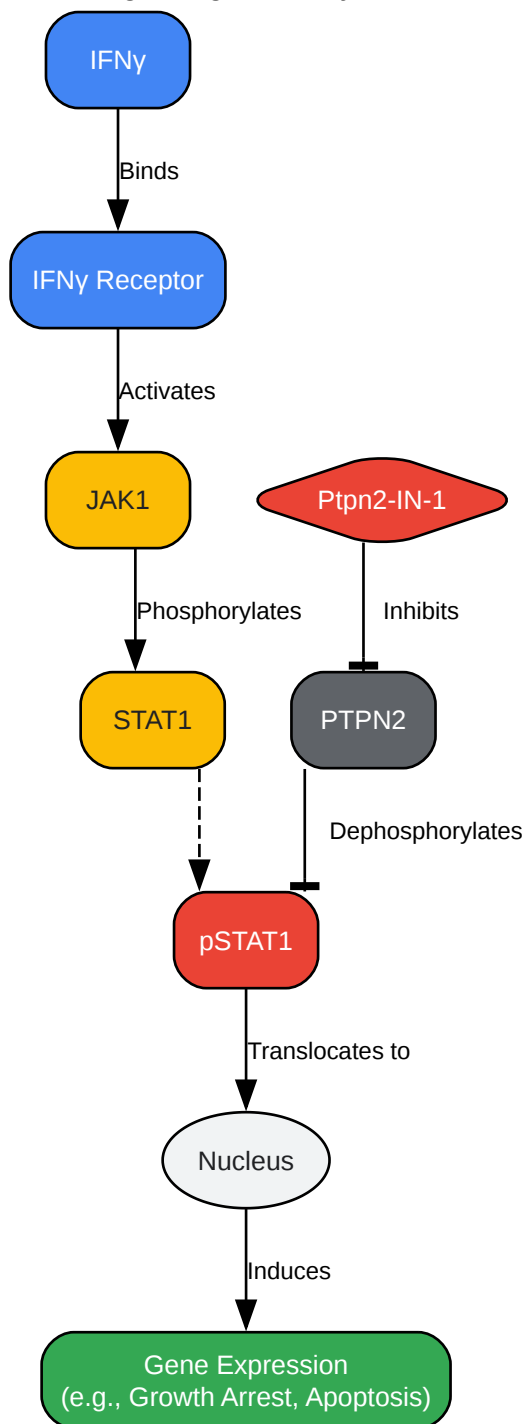 IFNγ
Binds
IFNγ Receptor
Activates
JAK1
Ptpn2-IN-1
Phosphorylates
Inhibits
STAT1
PTPN2
Dephosphorylates
pSTAT1
Translocates to
Nucleus
Induces
Gene Expression
(e.g., Growth Arrest, Apoptosis)